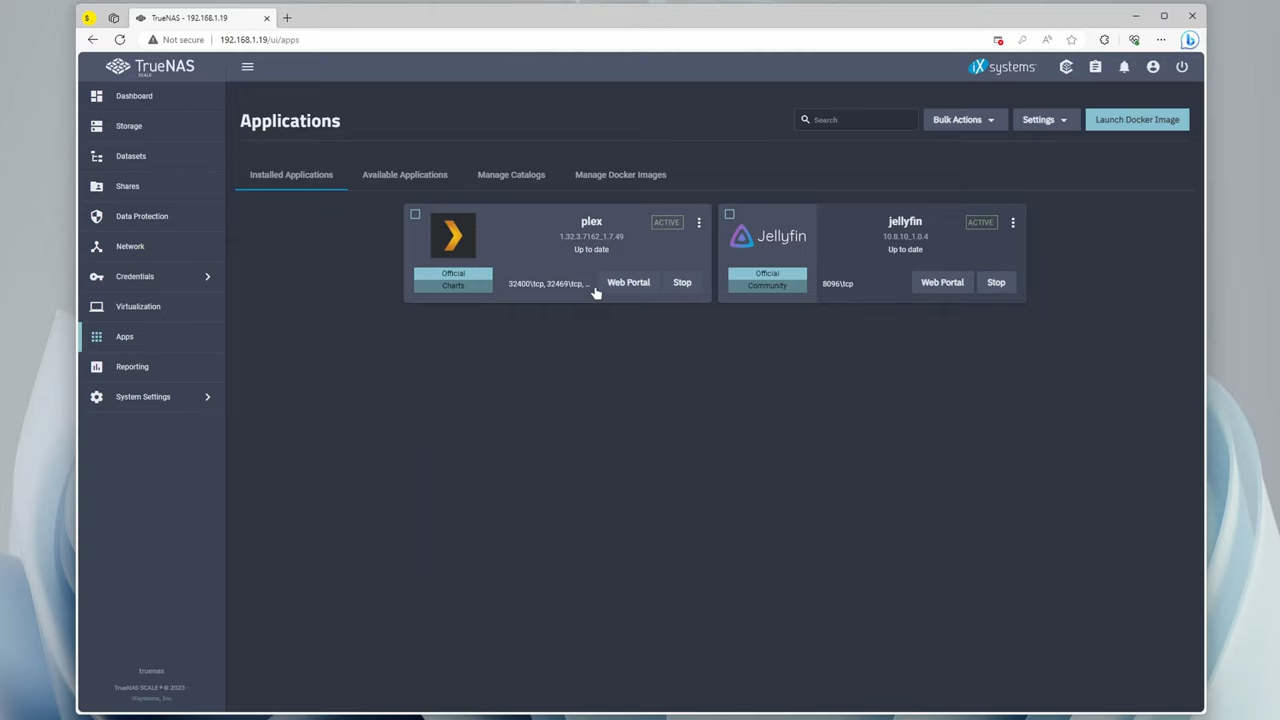 TrueNAS - 192.168.1.19
Not secure
192.168.1.19/ui/apps
TrueNAS
SCALE
iXsystems
Dashboard
Storage
Datasets
Shares
Data Protection
Network
Credentials
Virtualization
Apps
Reporting
System Settings
truenas
TrueNAS SCALE ® © 2023 -
iXsystems, Inc
Applications
Search
Bulk Actions
Settings
Launch Docker Image
Installed Applications
Available Applications
Manage Catalogs
Manage Docker Images
plex
ACTIVE
1.32.3.7162_1.7.49
Up to date
Official
Charts
32400\tcp, 32469\tcp, ...
Web Portal
Stop
Jellyfin
jellyfin
ACTIVE
10.8.10_1.0.4
Up to date
Official
Community
8096\tcp
Web Portal
Stop